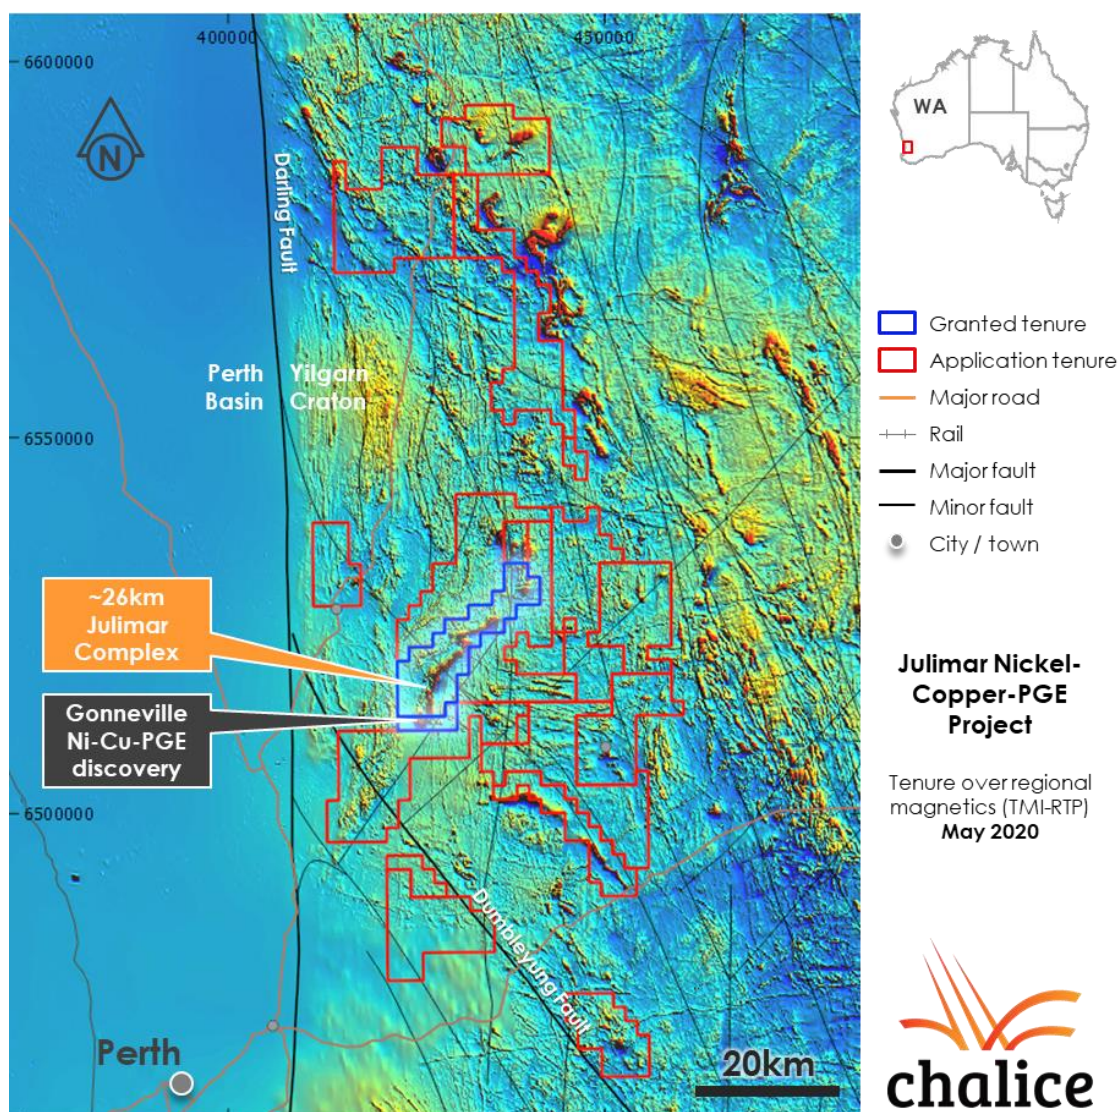 400000
450000
6600000
N
Darling Fault
Perth
Basin
Yilgarn
Craton
6550000
~26km
Julimar
Complex
Gonneville
Ni-Cu-PGE
discovery
6500000
Dumbleyung Fault
Perth
20km
WA
Granted tenure
Application tenure
Major road
Rail
Major fault
Minor fault
City / town
Julimar Nickel-
Copper-PGE
Project
Tenure over regional
magnetics (TMI-RTP)
May 2020
chalice